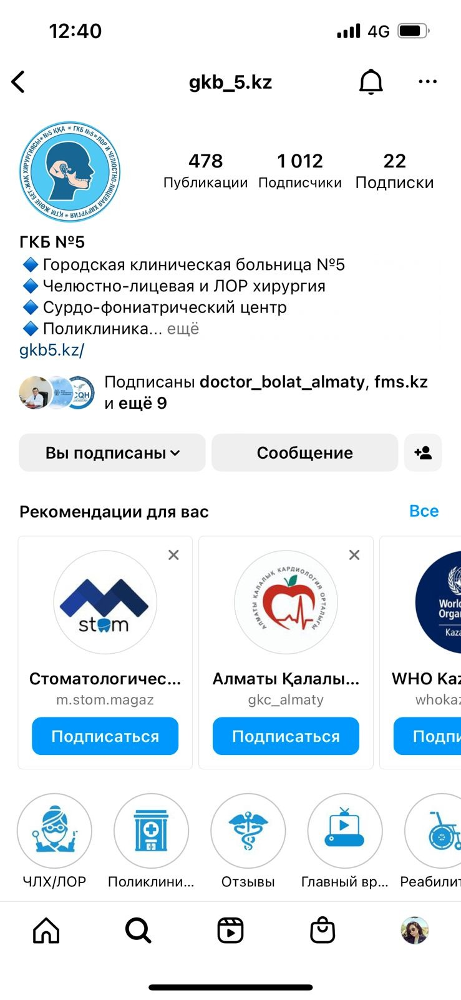 12:40
4G
gkb_5.kz
№5 ҚҚА * ГКБ №5 * ЛОР И ЧЕЛЮСТНО-ЛИЦЕВАЯ ХИРУРГИЯ * КТМ ЖӘНЕ БЕТ-ЖАҚ ХИРУРГИЯСЫ *
478
1 012
22
Публикации
Подписчики
Подписки
ГКБ №5
Городская клиническая больница №5
Челюстно-лицевая и ЛОР хирургия
Сурдо-фониатрический центр
Поликлиника... ещё
gkb5.kz/
CQH
Подписаны doctor_bolat_almaty, fms.kz
и ещё 9
Вы подписаны
Сообщение
Рекомендации для вас
Все
stom
АЛМАТЫ ҚАЛАЛЫҚ КАРДИОЛОГИЯ ОРТАЛЫҒЫ
World
Orga
Kaza
Стоматологичес...
Алматы Қалалы...
WHO Kaz
m.stom.magaz
gkc_almaty
whokaz
Подписаться
Подписаться
Подпи
ЧЛХ/ЛОР
Поликлини...
Отзывы
Главный вр...
Реабилит